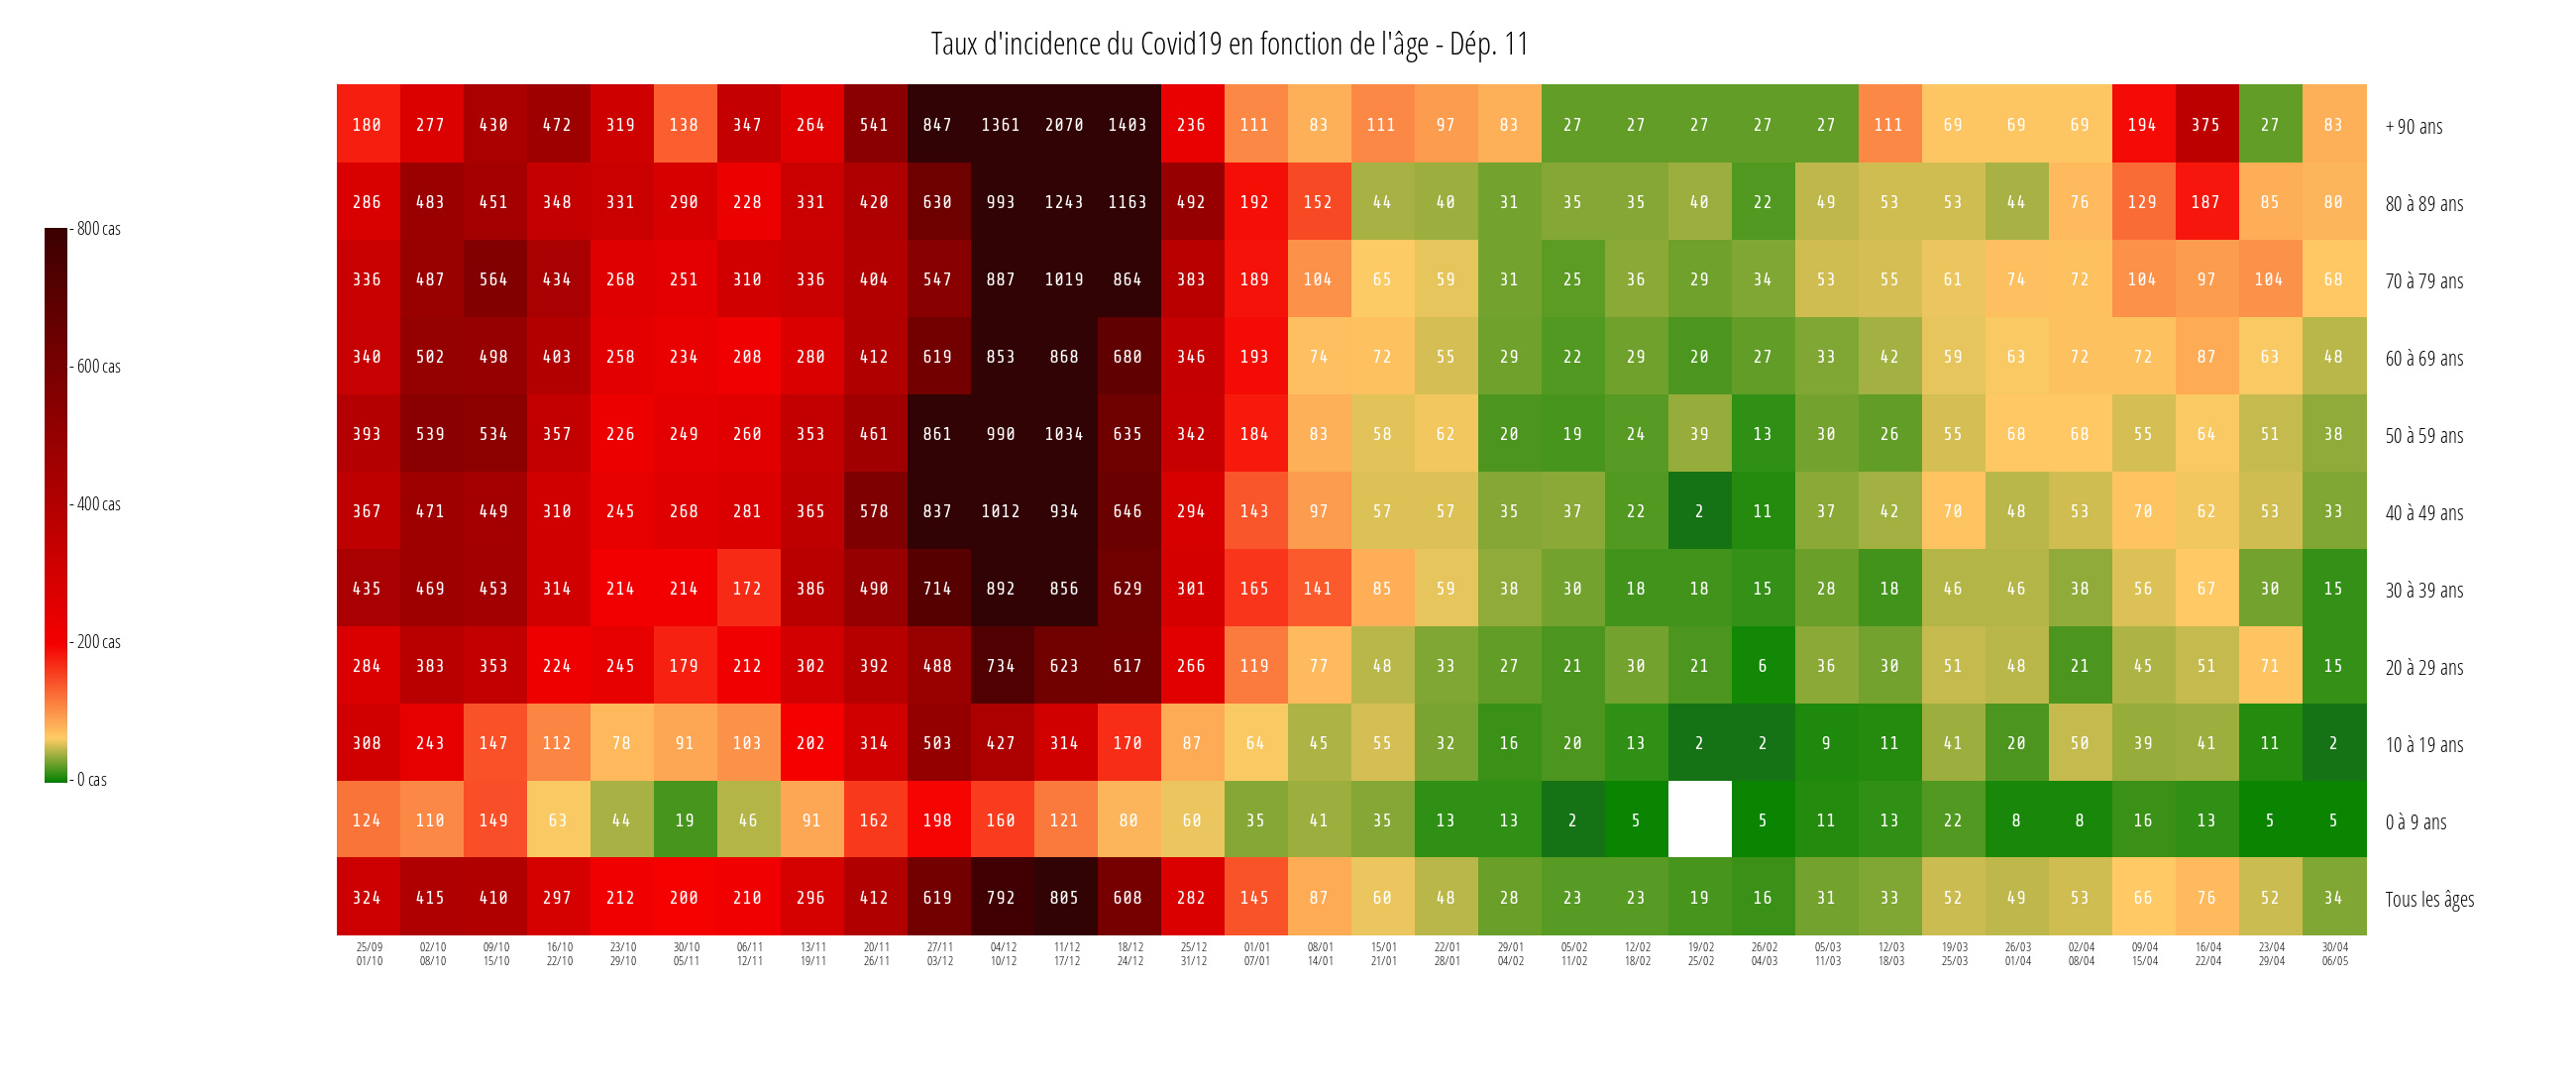 Taux d'incidence du Covid19 en fonction de l'âge - Dép. 11
180 277 430 472 319 138 347 264 541 847 1361 2070 1403 236 111 83 111 97 83 27 27 27 27 27 111 69 69 69 194 375 27 83 + 90 ans
286 483 451 348 331 290 228 331 420 630 993 1243 1163 492 192 152 44 40 31 35 35 40 22 49 53 53 44 76 129 187 85 80 80 à 89 ans
- 800 cas
336 487 564 434 268 251 310 336 404 547 887 1019 864 383 189 104 65 59 31 25 36 29 34 53 55 61 74 72 104 97 104 68 70 à 79 ans
340 502 498 403 258 234 208 280 412 619 853 868 680 346 193 74 72 55 29 22 29 20 27 33 42 59 63 72 72 87 63 48 60 à 69 ans
- 600 cas
393 539 534 357 226 249 260 353 461 861 990 1034 635 342 184 83 58 62 20 19 24 39 13 30 26 55 68 68 55 64 51 38 50 à 59 ans
- 400 cas
367 471 449 310 245 268 281 365 578 837 1012 934 646 294 143 97 57 57 35 37 22 2 11 37 42 70 48 53 70 62 53 33 40 à 49 ans
435 469 453 314 214 214 172 386 490 714 892 856 629 301 165 141 85 59 38 30 18 18 15 28 18 46 46 38 56 67 30 15 30 à 39 ans
- 200 cas
284 383 353 224 245 179 212 302 392 488 734 623 617 266 119 77 48 33 27 21 30 21 6 36 30 51 48 21 45 51 71 15 20 à 29 ans
308 243 147 112 78 91 103 202 314 503 427 314 170 87 64 45 55 32 16 20 13 2 2 9 11 41 20 50 39 41 11 2 10 à 19 ans
- 0 cas
124 110 149 63 44 19 46 91 162 198 160 121 80 60 35 41 35 13 13 2 5 5 11 13 22 8 8 16 13 5 5 0 à 9 ans
324 415 410 297 212 200 210 296 412 619 792 805 608 282 145 87 60 48 28 23 23 19 16 31 33 52 49 53 66 76 52 34 Tous les âges
25/09 02/10 09/10 16/10 23/10 30/10 06/11 13/11 20/11 27/11 04/12 11/12 18/12 25/12 01/01 08/01 15/01 22/01 29/01 05/02 12/02 19/02 26/02 05/03 12/03 19/03 26/03 02/04 09/04 16/04 23/04 30/04
01/10 08/10 15/10 22/10 29/10 05/11 12/11 19/11 26/11 03/12 10/12 17/12 24/12 31/12 07/01 14/01 21/01 28/01 04/02 11/02 18/02 25/02 04/03 11/03 18/03 25/03 01/04 08/04 15/04 22/04 29/04 06/05